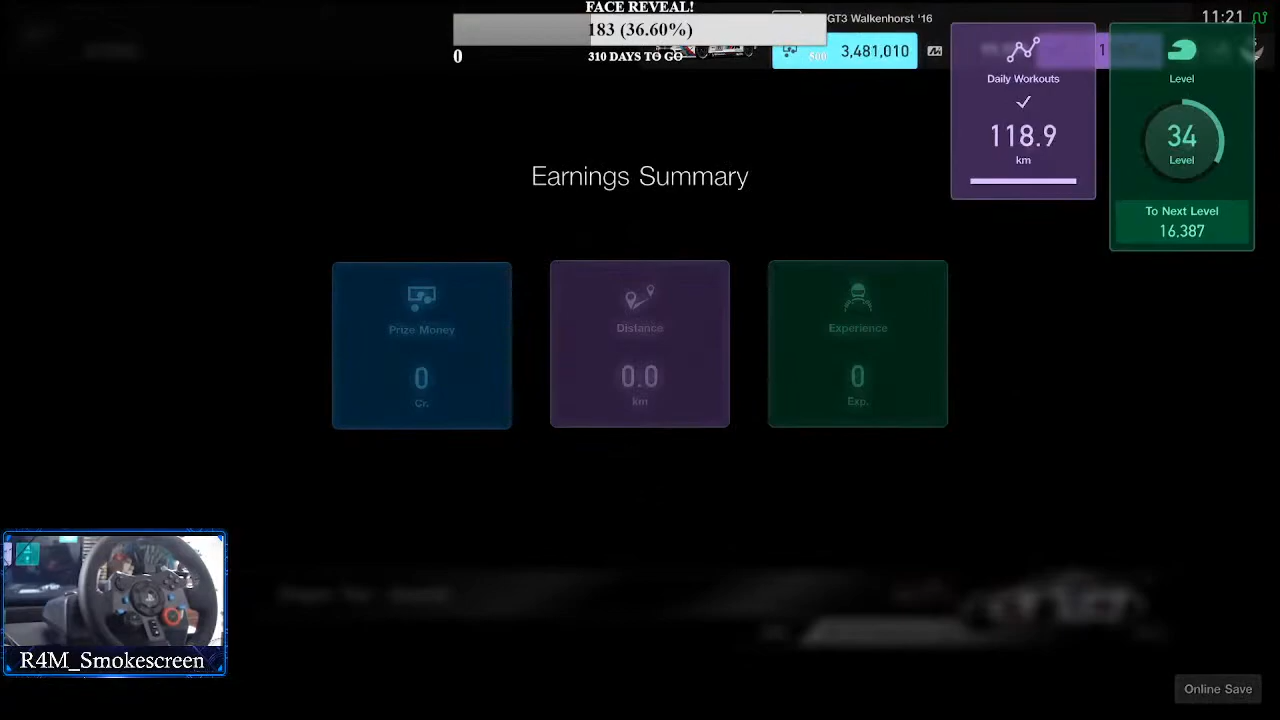 FACE REVEAL!
183 (36.60%)
0
500
310 DAYS TO GO
GT3 Walkenhorst '16
3,481,010
11:21
Daily Workouts
118.9
km
Level
34
Level
To Next Level
16,387
Earnings Summary
Prize Money
0
Cr.
Distance
0.0
km
Experience
0
Exp.
R4M_Smokescreen
Online Save